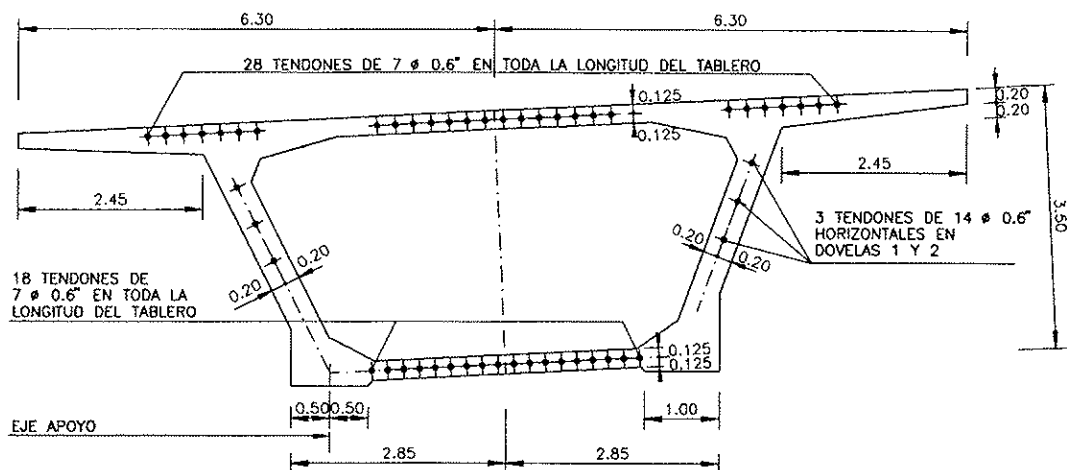 6.30
6.30
28 TENDONES DE 7 ø 0.6" EN TODA LA LONGITUD DEL TABLERO
0.125
0.125
0.20
0.20
2.45
2.45
3.50
3 TENDONES DE 14 ø 0.6"
HORIZONTALES EN
DOVELAS 1 Y 2
0.20
0.20
0.20
0.20
18 TENDONES DE
7 ø 0.6" EN TODA LA
LONGITUD DEL TABLERO
0.125
0.125
0.50
0.50
1.00
EJE APOYO
2.85
2.85